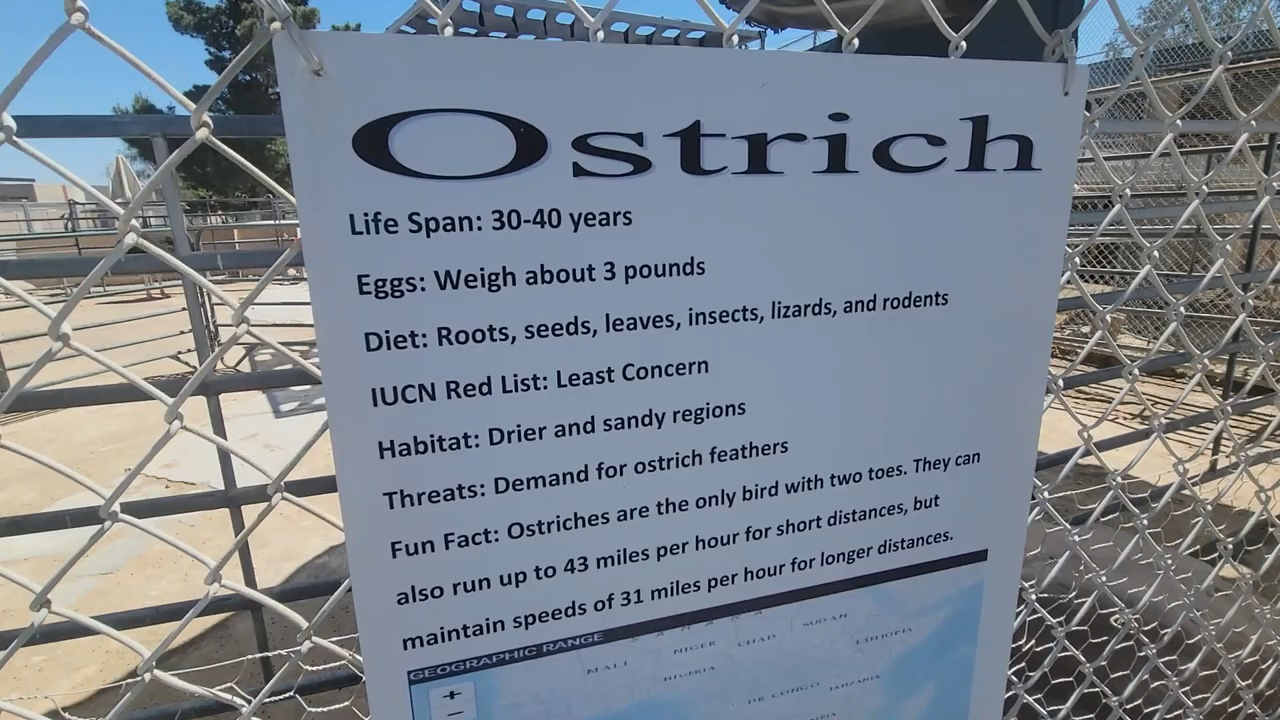 Ostrich
Life Span: 30-40 years
Eggs: Weigh about 3 pounds
Diet: Roots, seeds, leaves, insects, lizards, and rodents
IUCN Red List: Least Concern
Habitat: Drier and sandy regions
Threats: Demand for ostrich feathers
Fun Fact: Ostriches are the only bird with two toes. They can
also run up to 43 miles per hour for short distances, but
maintain speeds of 31 miles per hour for longer distances.
GEOGRAPHIC RANGE
MALI NIGER CHAD SUDAN
NIGERIA ETHIOPIA
DR CONGO TANZANIA
+
−